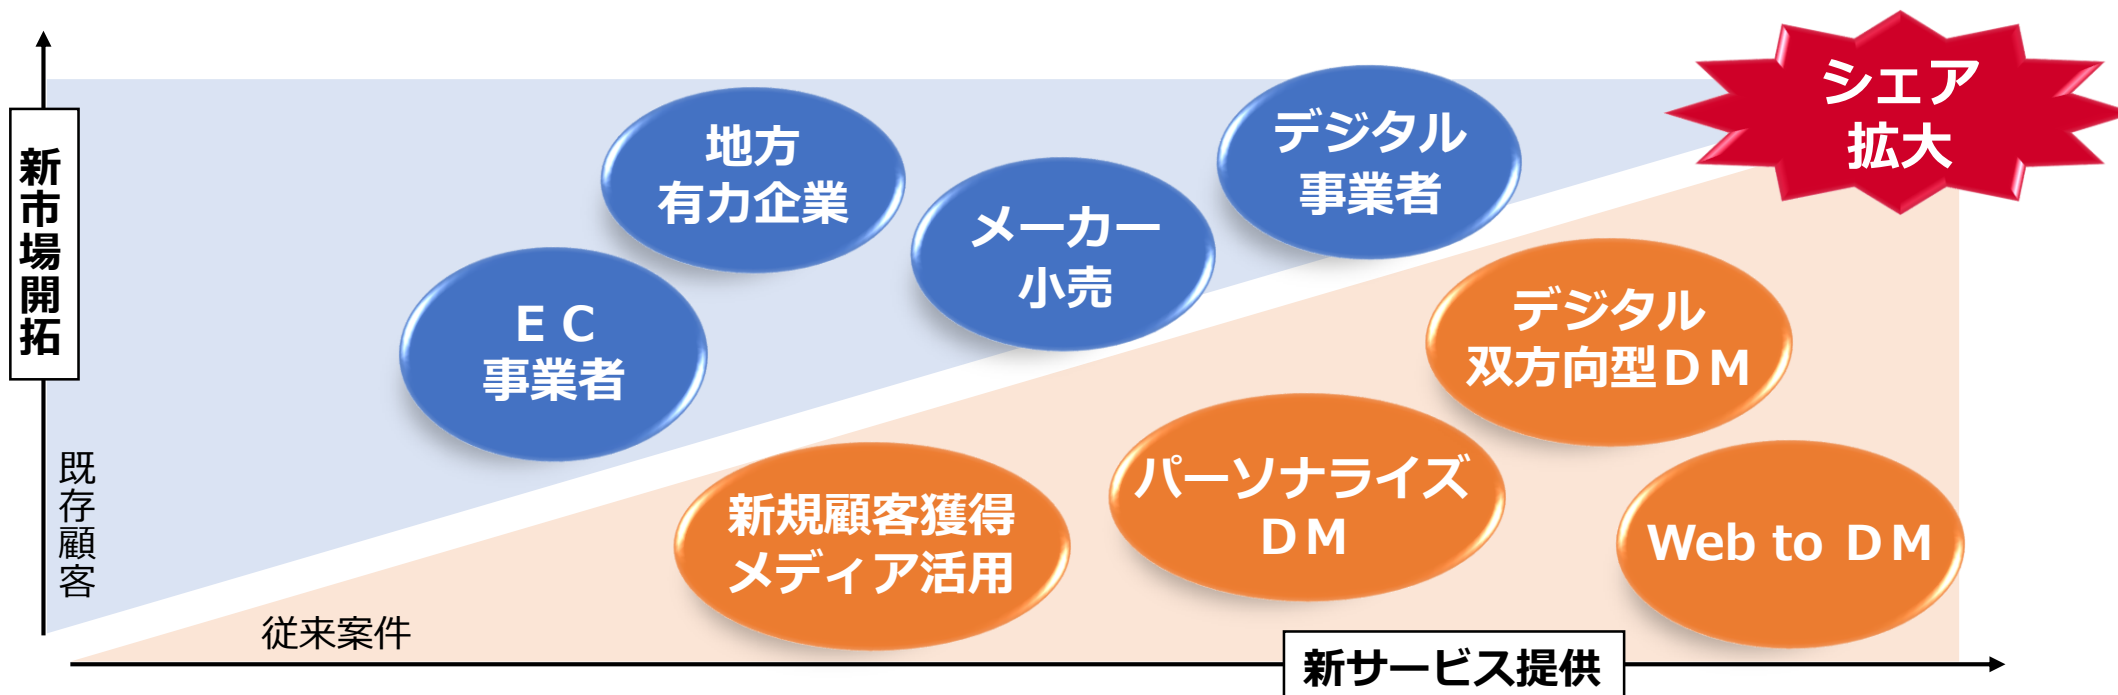 シェア
拡大
新市場開拓
地方
有力企業
デジタル
事業者
メーカー
小売
ＥＣ
事業者
デジタル
双方向型ＤＭ
パーソナライズ
ＤＭ
新規顧客獲得
メディア活用
Web to ＤＭ
既存顧客
従来案件
新サービス提供